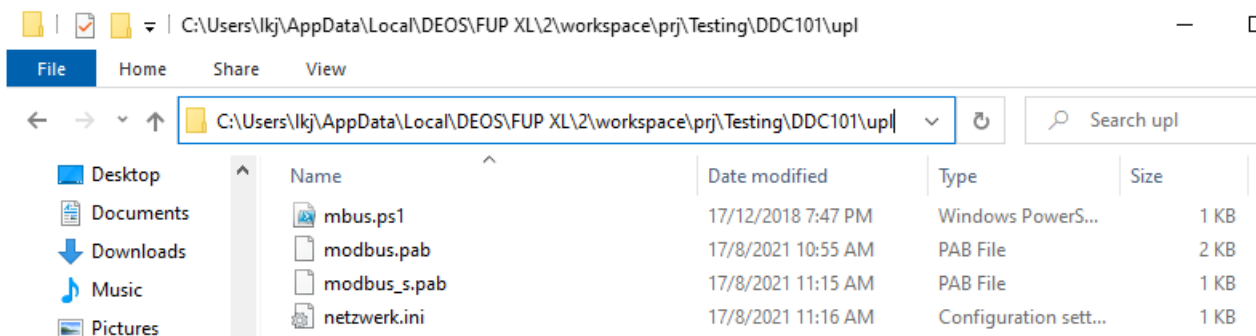 C:\Users\lkj\AppData\Local\DEOS\FUP XL\2\workspace\prj\Testing\DDC101\upl
File Home Share View
C:\Users\lkj\AppData\Local\DEOS\FUP XL\2\workspace\prj\Testing\DDC101\upl Search upl
Desktop Name Date modified Type Size
Documents mbus.ps1 17/12/2018 7:47 PM Windows PowerS... 1 KB
Downloads modbus.pab 17/8/2021 10:55 AM PAB File 2 KB
Music modbus_s.pab 17/8/2021 11:15 AM PAB File 1 KB
Pictures netzwerk.ini 17/8/2021 11:16 AM Configuration sett... 1 KB